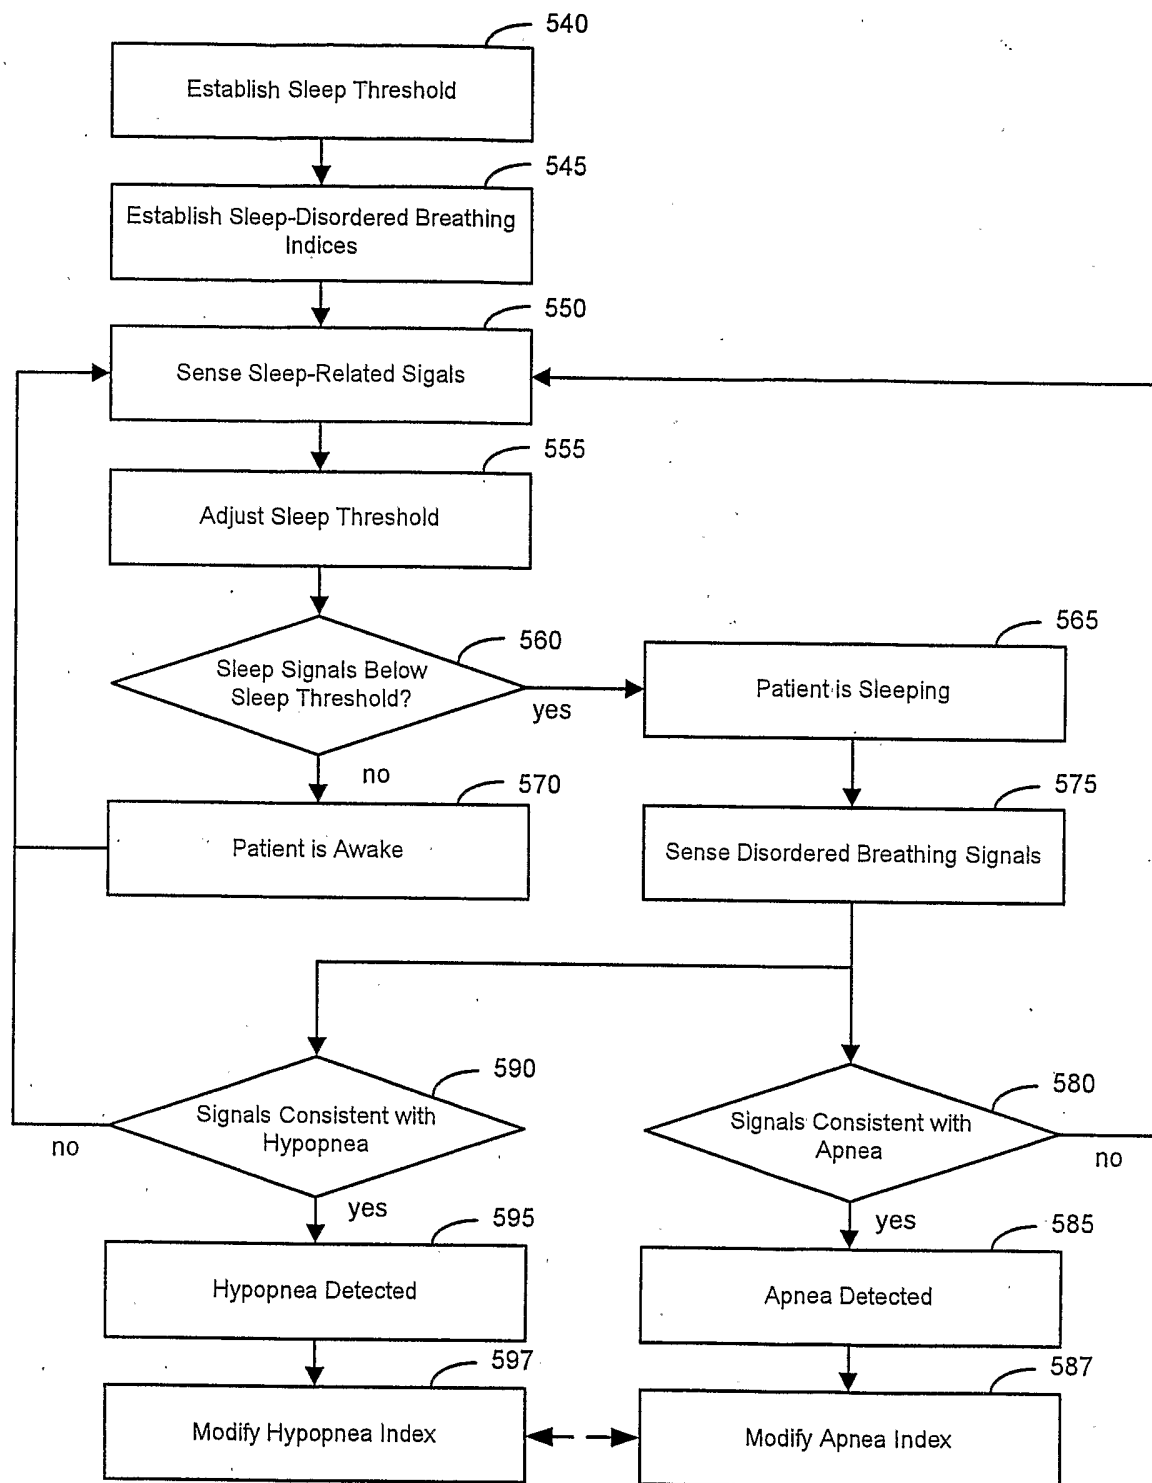 540
Establish Sleep Threshold
545
Establish Sleep-Disordered Breathing
Indices
550
Sense Sleep-Related Sigals
555
Adjust Sleep Threshold
560
Sleep Signals Below
Sleep Threshold?
yes
565
Patient is Sleeping
no
570
Patient is Awake
575
Sense Disordered Breathing Signals
590
Signals Consistent with
Hypopnea
no
yes
580
Signals Consistent with
Apnea
no
yes
595
Hypopnea Detected
585
Apnea Detected
597
Modify Hypopnea Index
587
Modify Apnea Index